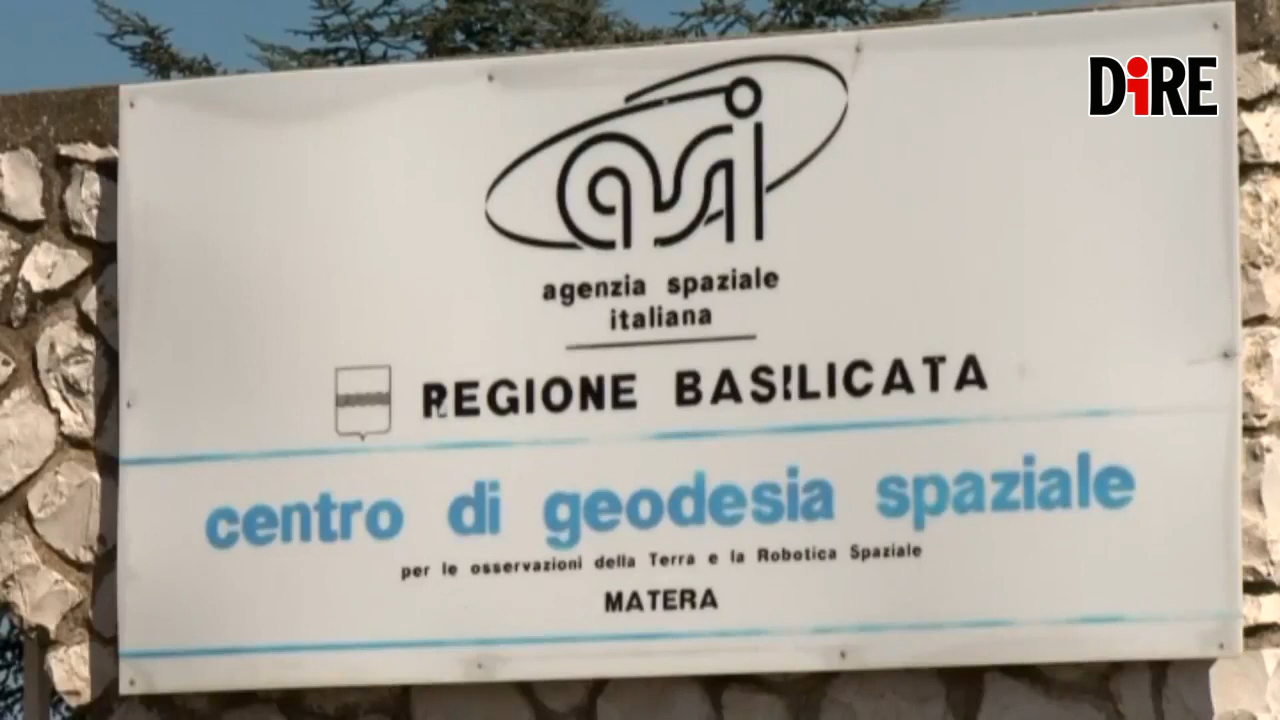 DiRE
asi
agenzia spaziale
italiana
REGIONE BASILICATA
centro di geodesia spaziale
per le osservazioni della Terra e la Robotica Spaziale
MATERA